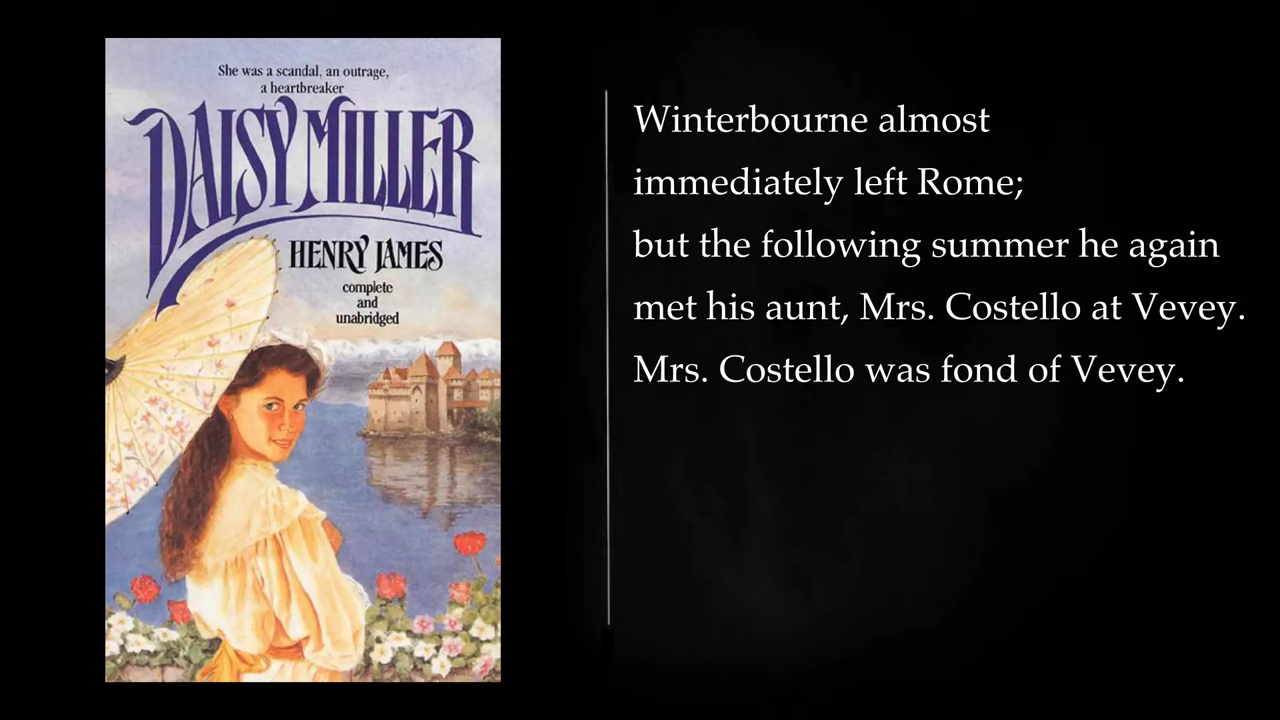 She was a scandal, an outrage,
a heartbreaker
DAISY MILLER
HENRY JAMES
complete
and
unabridged
Winterbourne almost
immediately left Rome;
but the following summer he again
met his aunt, Mrs. Costello at Vevey.
Mrs. Costello was fond of Vevey.